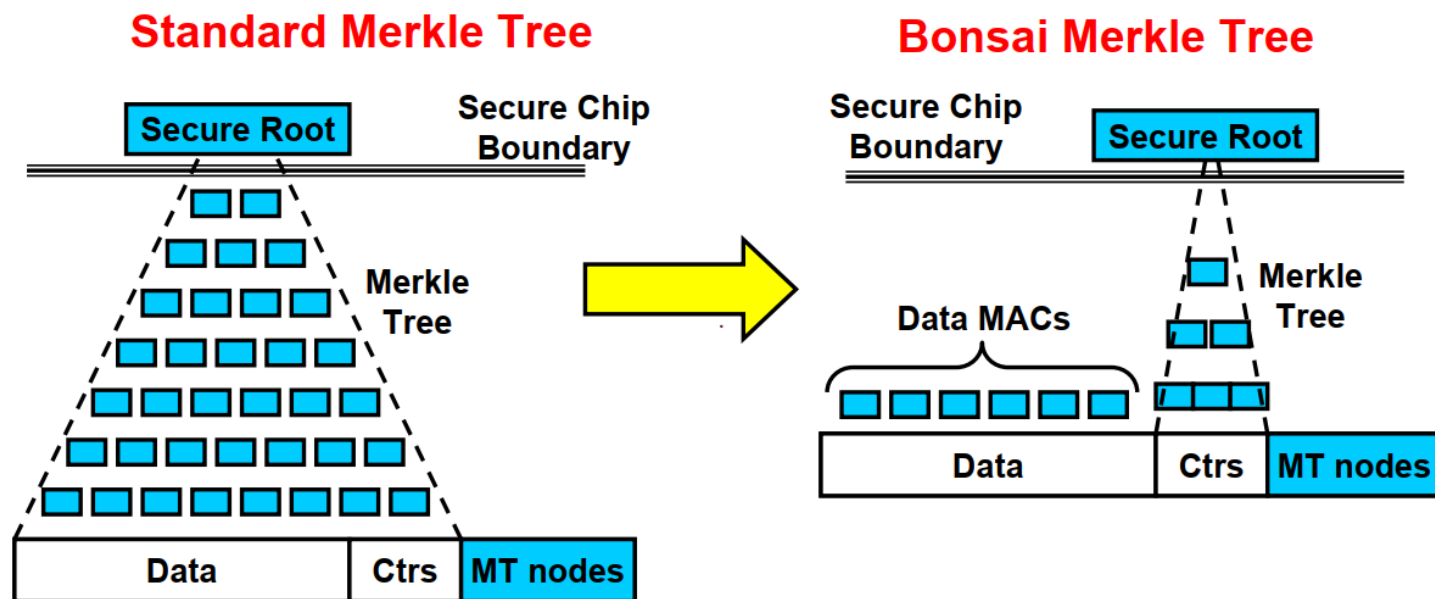 Standard Merkle Tree
Secure Root
Secure Chip
Boundary
Merkle
Tree
Data
Ctrs
MT nodes
Bonsai Merkle Tree
Secure Chip
Boundary
Secure Root
Merkle
Tree
Data MACs
Data
Ctrs
MT nodes